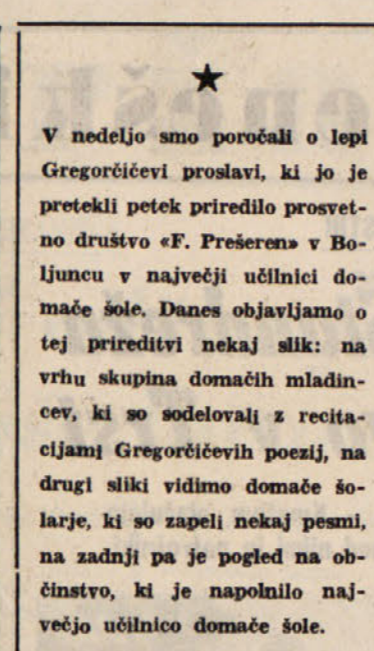 ★
V nedeljo smo poročali o lepi
Gregorčičevi proslavi, ki jo je
pretekli petek priredilo prosvet-
no društvo «F. Prešeren» v Bo-
ljuncu v največji učilnici do-
mače šole. Danes objavljamo o
tej prireditvi nekaj slik: na
vrhu skupina domačih mladin-
cev, ki so sodelovali z recita-
cijami Gregorčičevih poezij, na
drugi sliki vidimo domače šo-
larje, ki so zapeli nekaj pesmi,
na zadnji pa je pogled na ob-
činstvo, ki je napolnilo naj-
večjo učilnico domače šole.